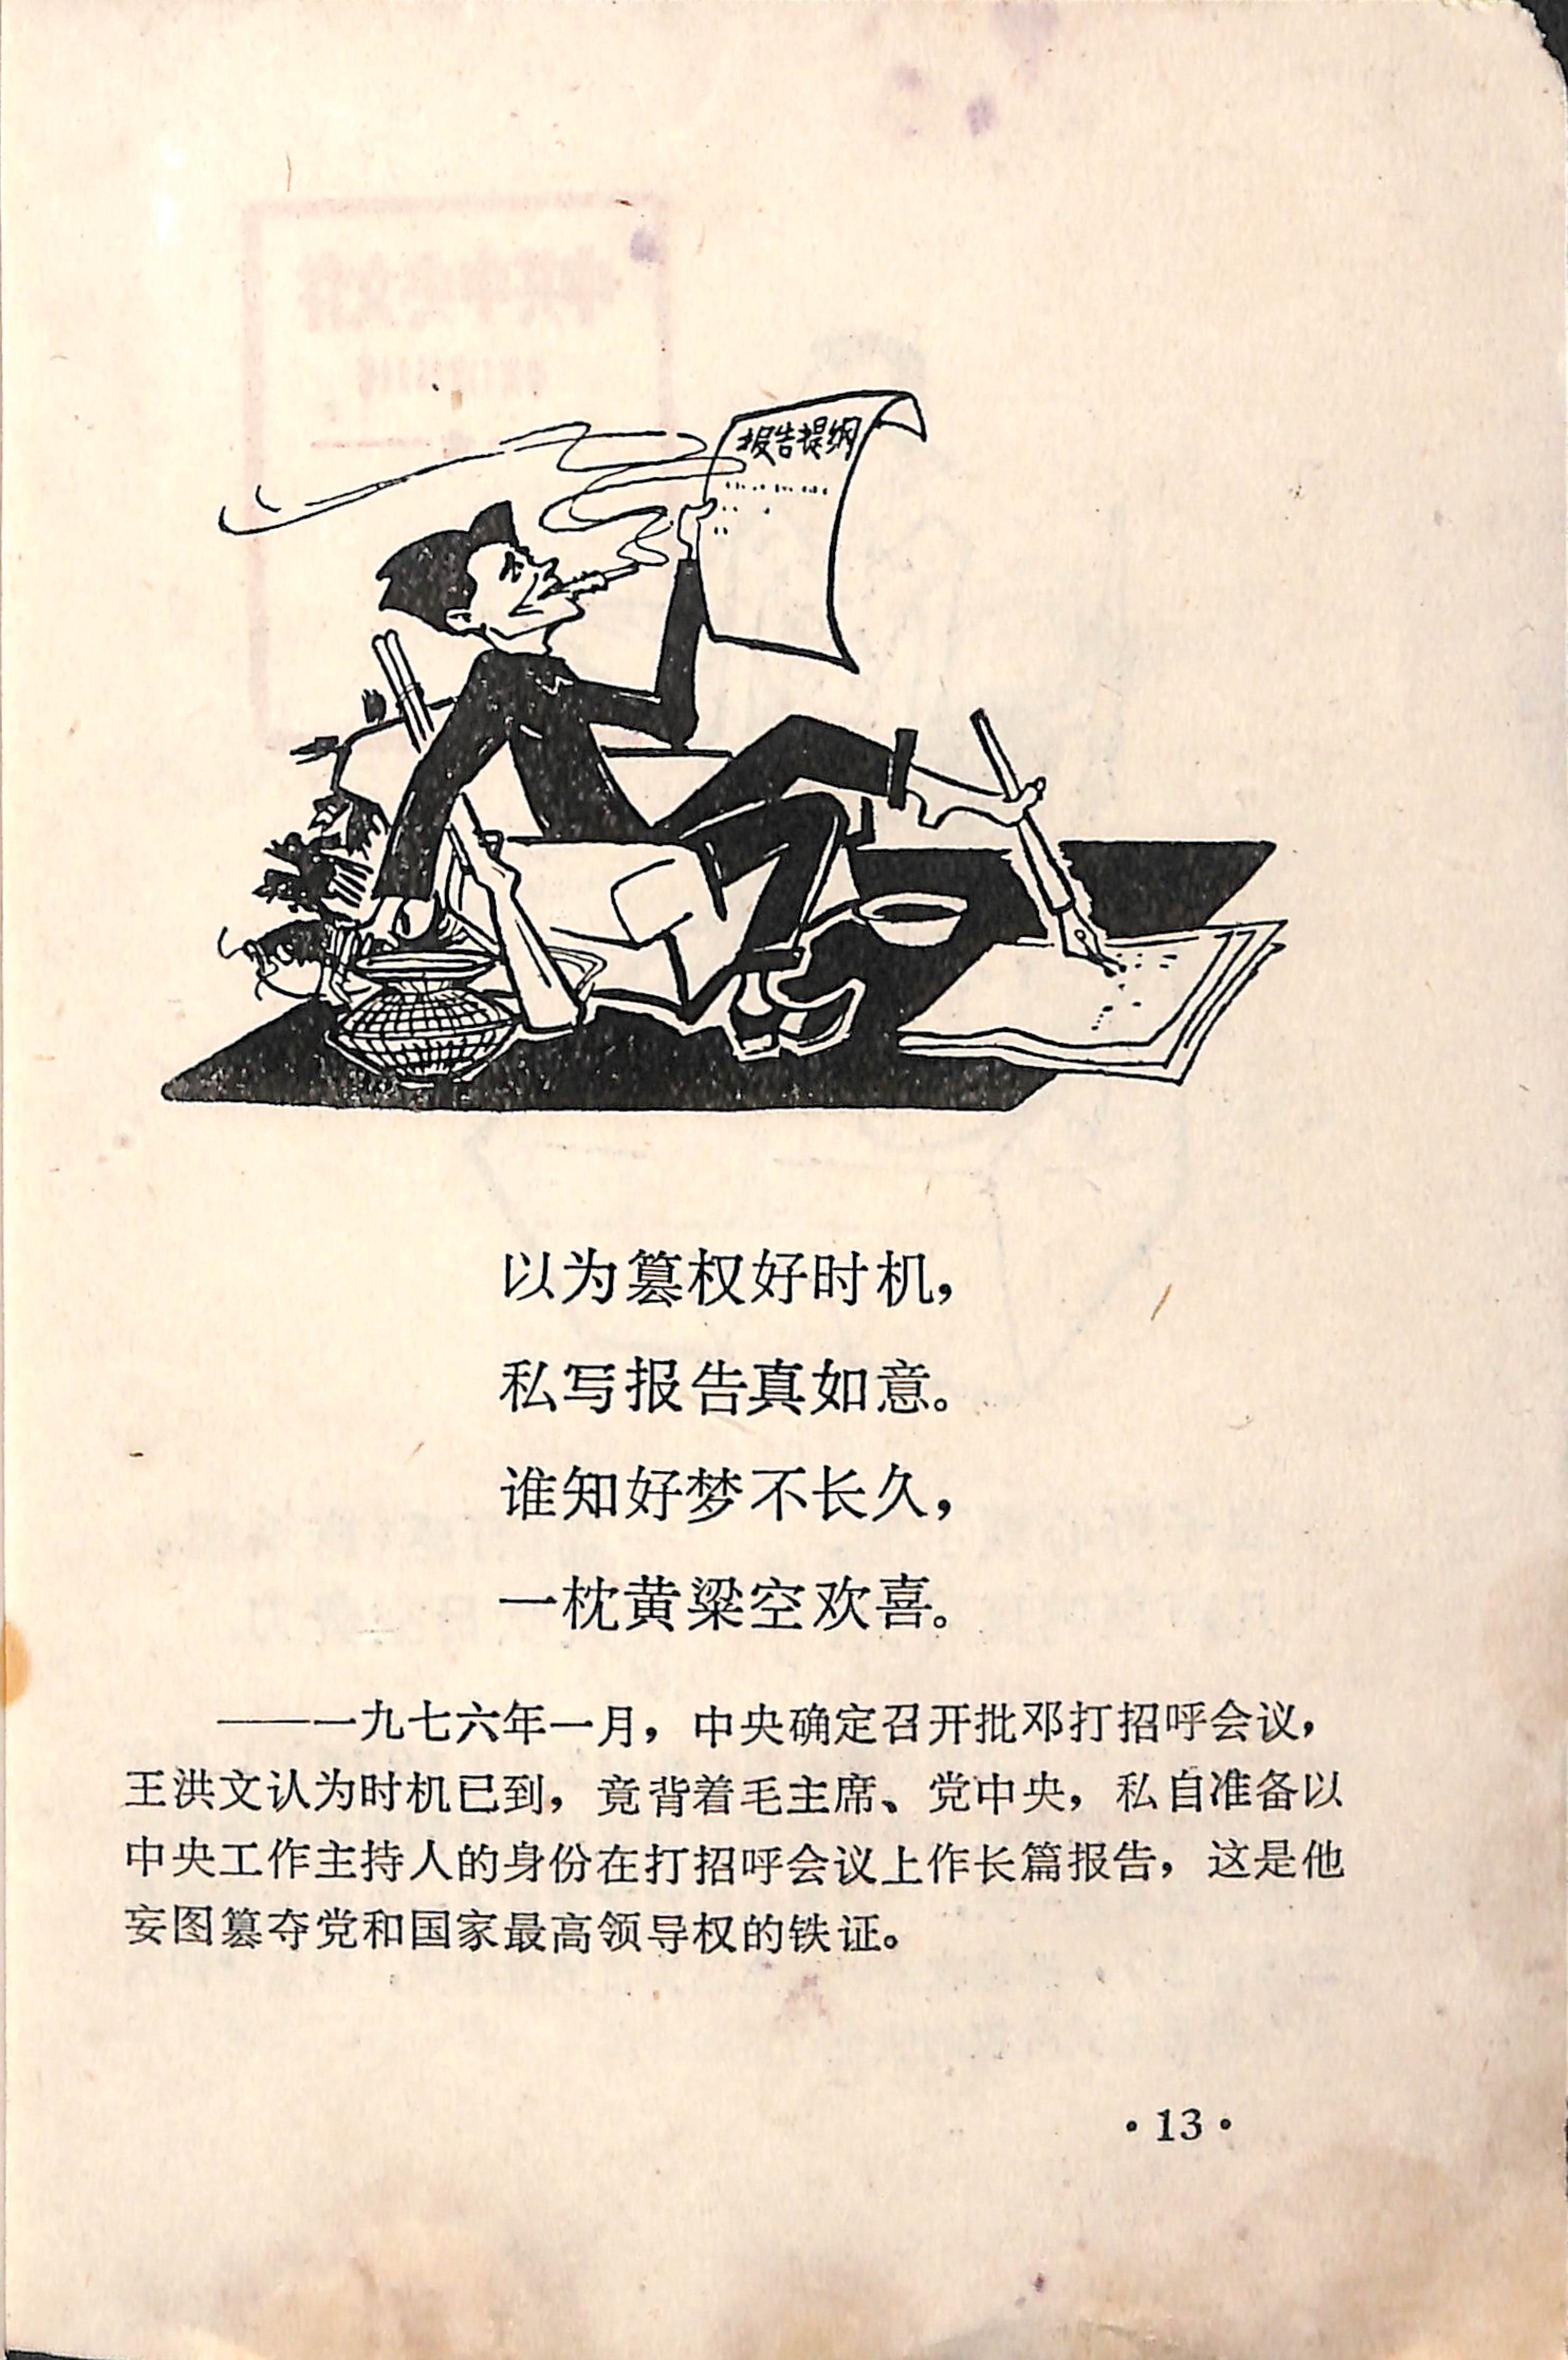 报告提纲
以为篡权好时机，
私写报告真如意。
谁知好梦不长久，
一枕黄粱空欢喜。
——一九七六年一月，中央确定召开批邓打招呼会议，
王洪文认为时机已到，竟背着毛主席、党中央，私自准备以
中央工作主持人的身份在打招呼会议上作长篇报告，这是他
妄图篡夺党和国家最高领导权的铁证。
·13·